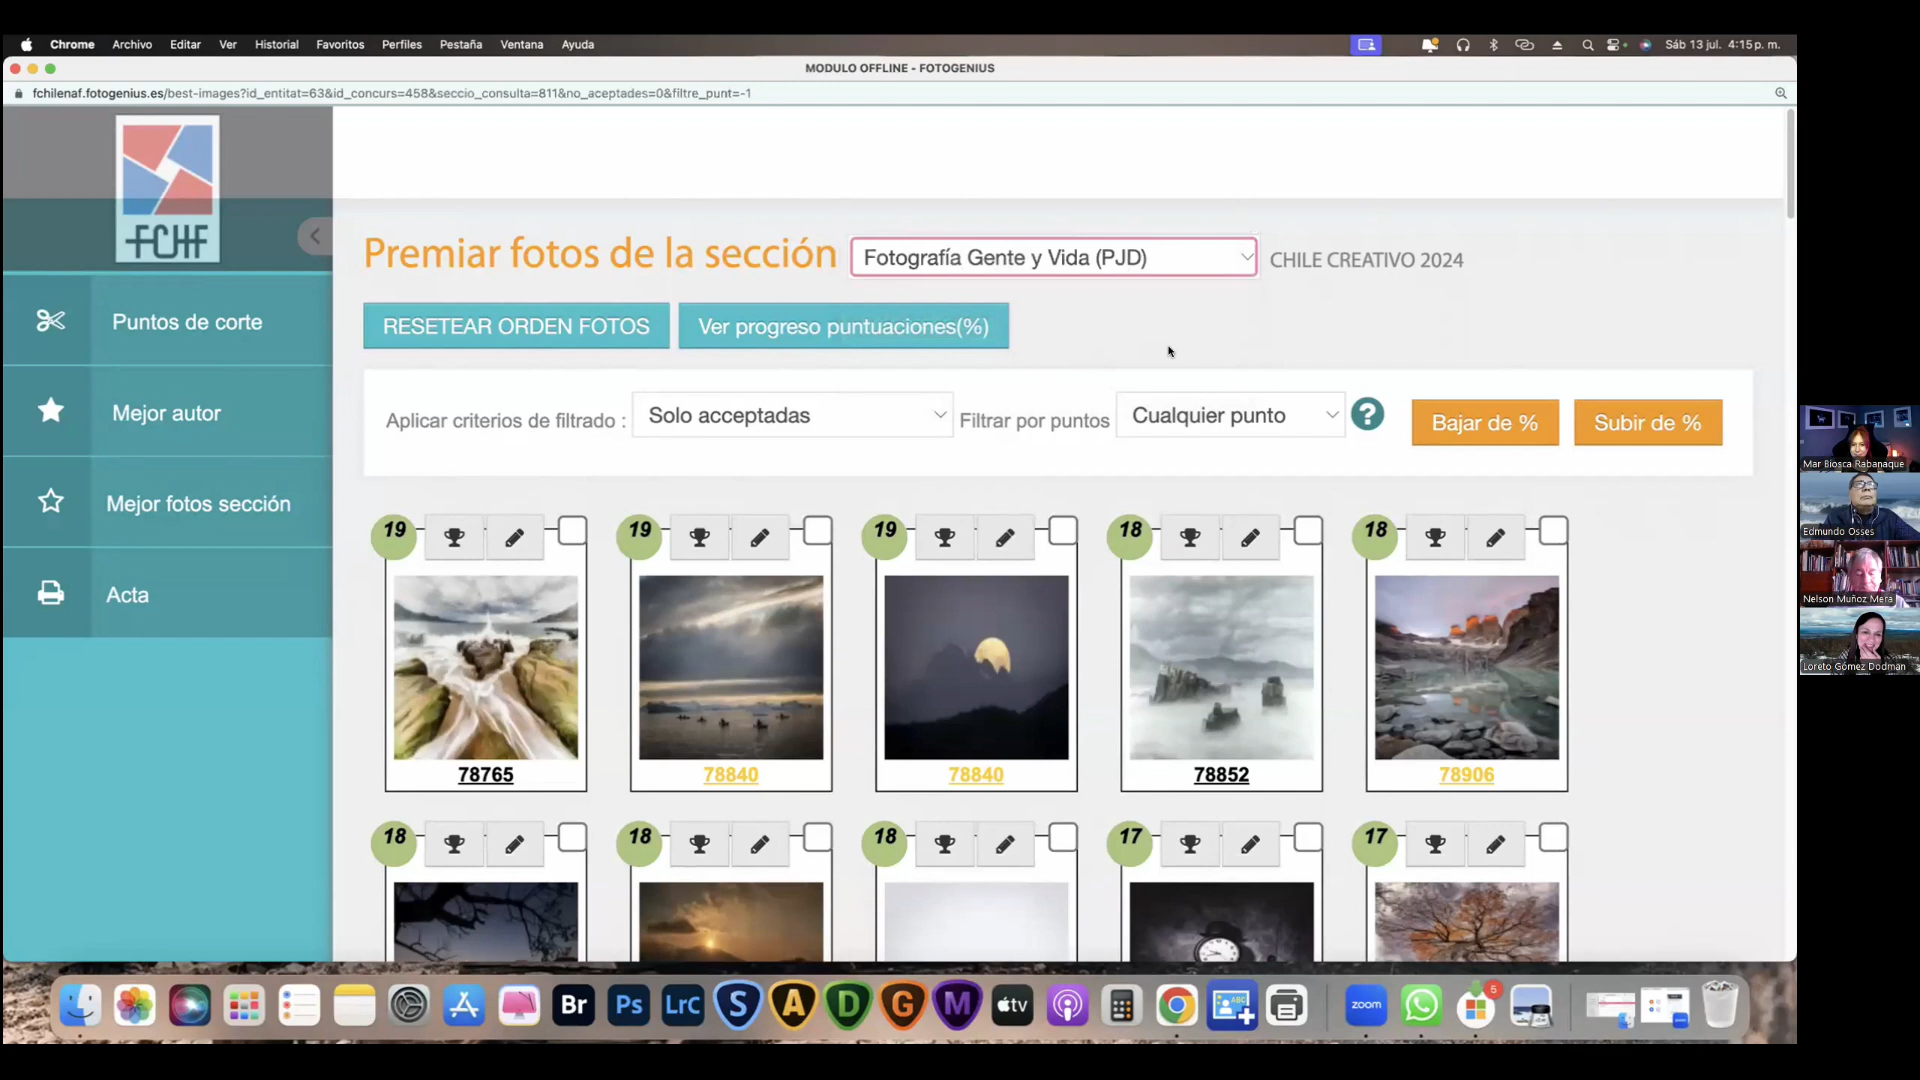 Chrome Archivo Editar Ver Historial Favoritos Perfiles Pestaña Ventana Ayuda Sáb 13 jul. 4:15 p. m.
MODULO OFFLINE - FOTOGENIUS
fchilenaf.fotogenius.es/best-images?id_entitat=63&id_concurs=458&seccio_consulta=811&no_aceptades=0&filtre_punt=-1
FCHF
Premiar fotos de la sección Fotografía Gente y Vida (PJD) CHILE CREATIVO 2024
Puntos de corte
Mejor autor
Mejor fotos sección
Acta
RESETEAR ORDEN FOTOS Ver progreso puntuaciones(%)
Aplicar criterios de filtrado : Solo acceptadas Filtrar por puntos Cualquier punto ? Bajar de % Subir de %
19 19 19 18 18
78765 78840 78840 78852 78906
18 18 18 17 17
Mar Biosca Rabanaque
Edmundo Osses
Nelson Muñoz Mera
Loreto Gómez Dodman
Br Ps LrC S A D G M tv ABC zoom 5